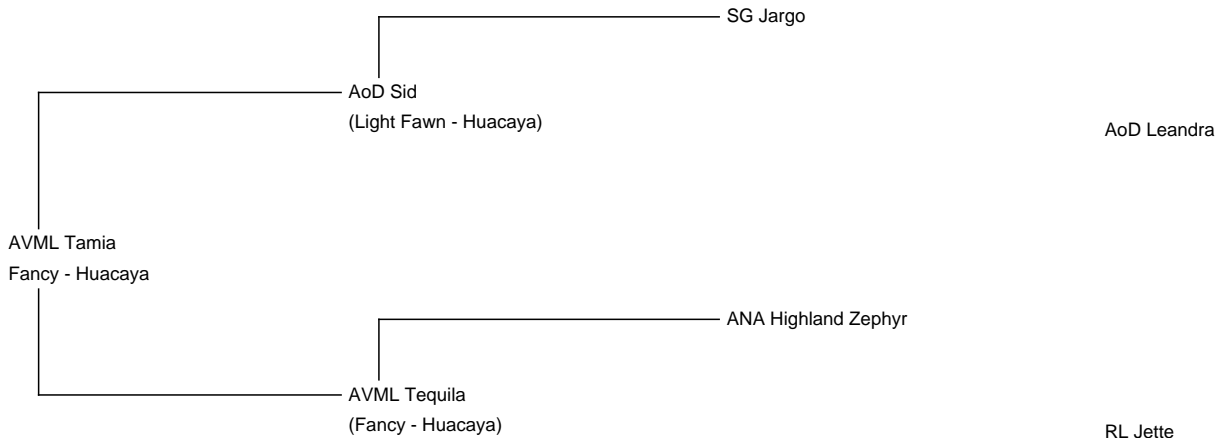 SG Jargo
AoD Sid
(Light Fawn - Huacaya)
AoD Leandra
AVML Tamia
Fancy - Huacaya
ANA Highland Zephyr
AVML Tequila
(Fancy - Huacaya)
RL Jette